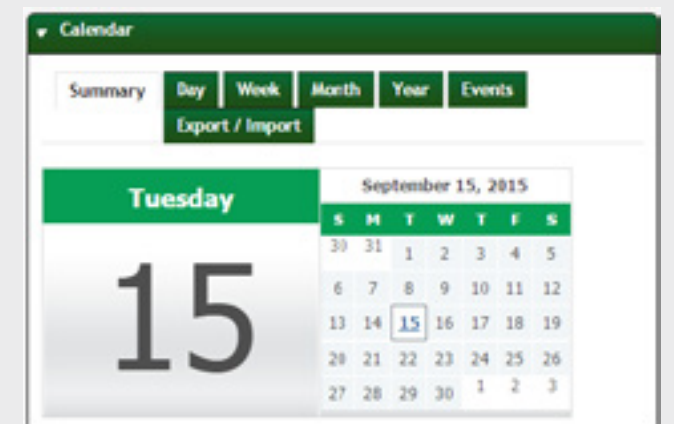 Calendar
Summary Day Week Month Year Events
Export / Import
Tuesday
15
September 15, 2015
S M T W T F S
30 31 1 2 3 4 5
6 7 8 9 10 11 12
13 14 15 16 17 18 19
20 21 22 23 24 25 26
27 28 29 30 1 2 3